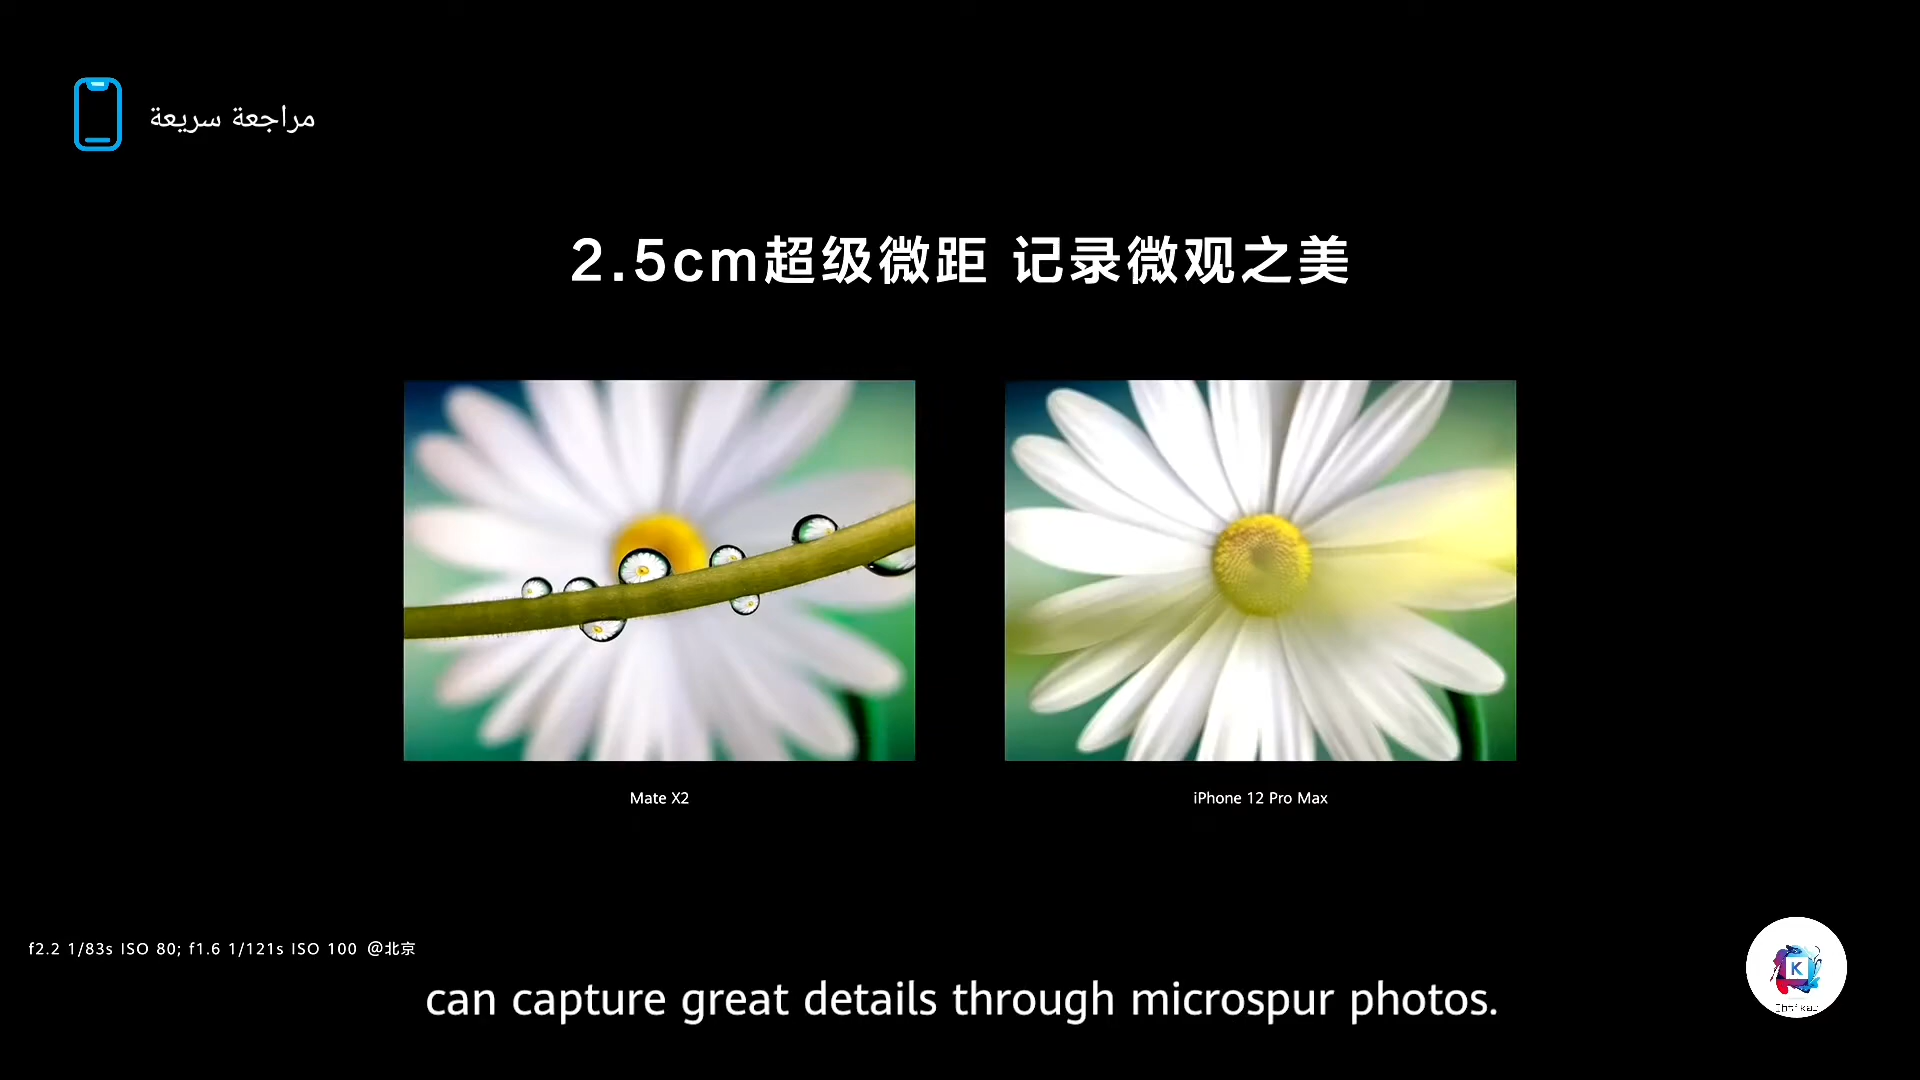 مراجعة سريعة
2.5cm超级微距 记录微观之美
Mate X2
iPhone 12 Pro Max
f2.2 1/83s ISO 80; f1.6 1/121s ISO 100 @北京
can capture great details through microspur photos.
K